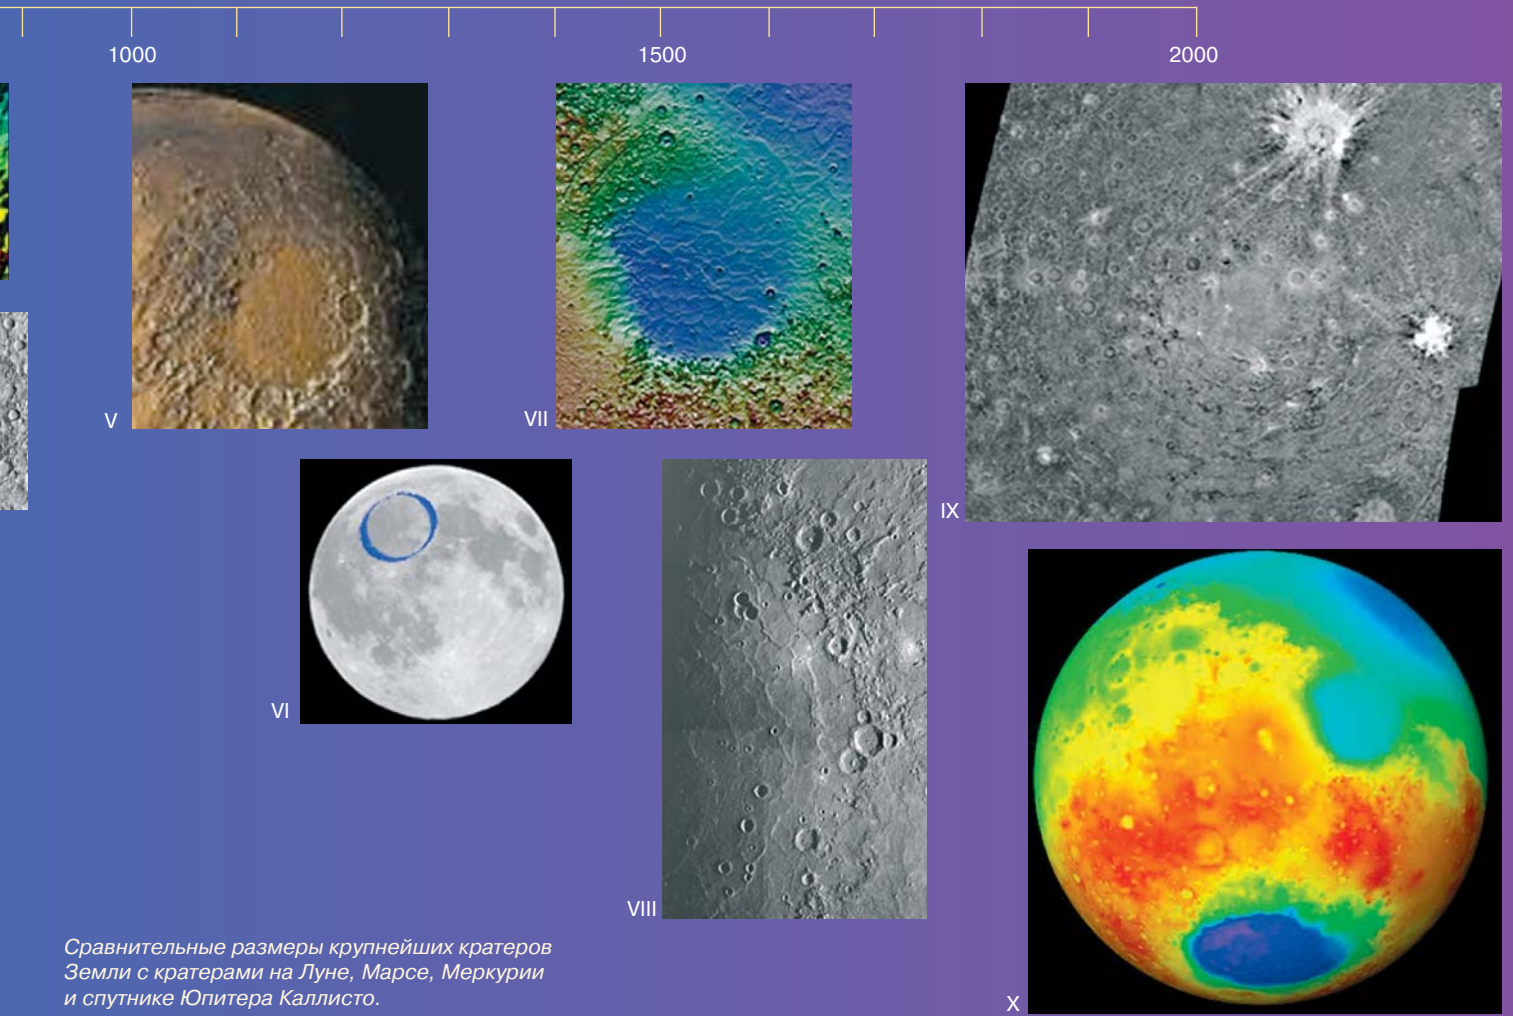 1000
1500
2000
V
VII
IX
VI
VIII
X
Сравнительные размеры крупнейших кратеров
Земли с кратерами на Луне, Марсе, Меркурии
и спутнике Юпитера Каллисто.